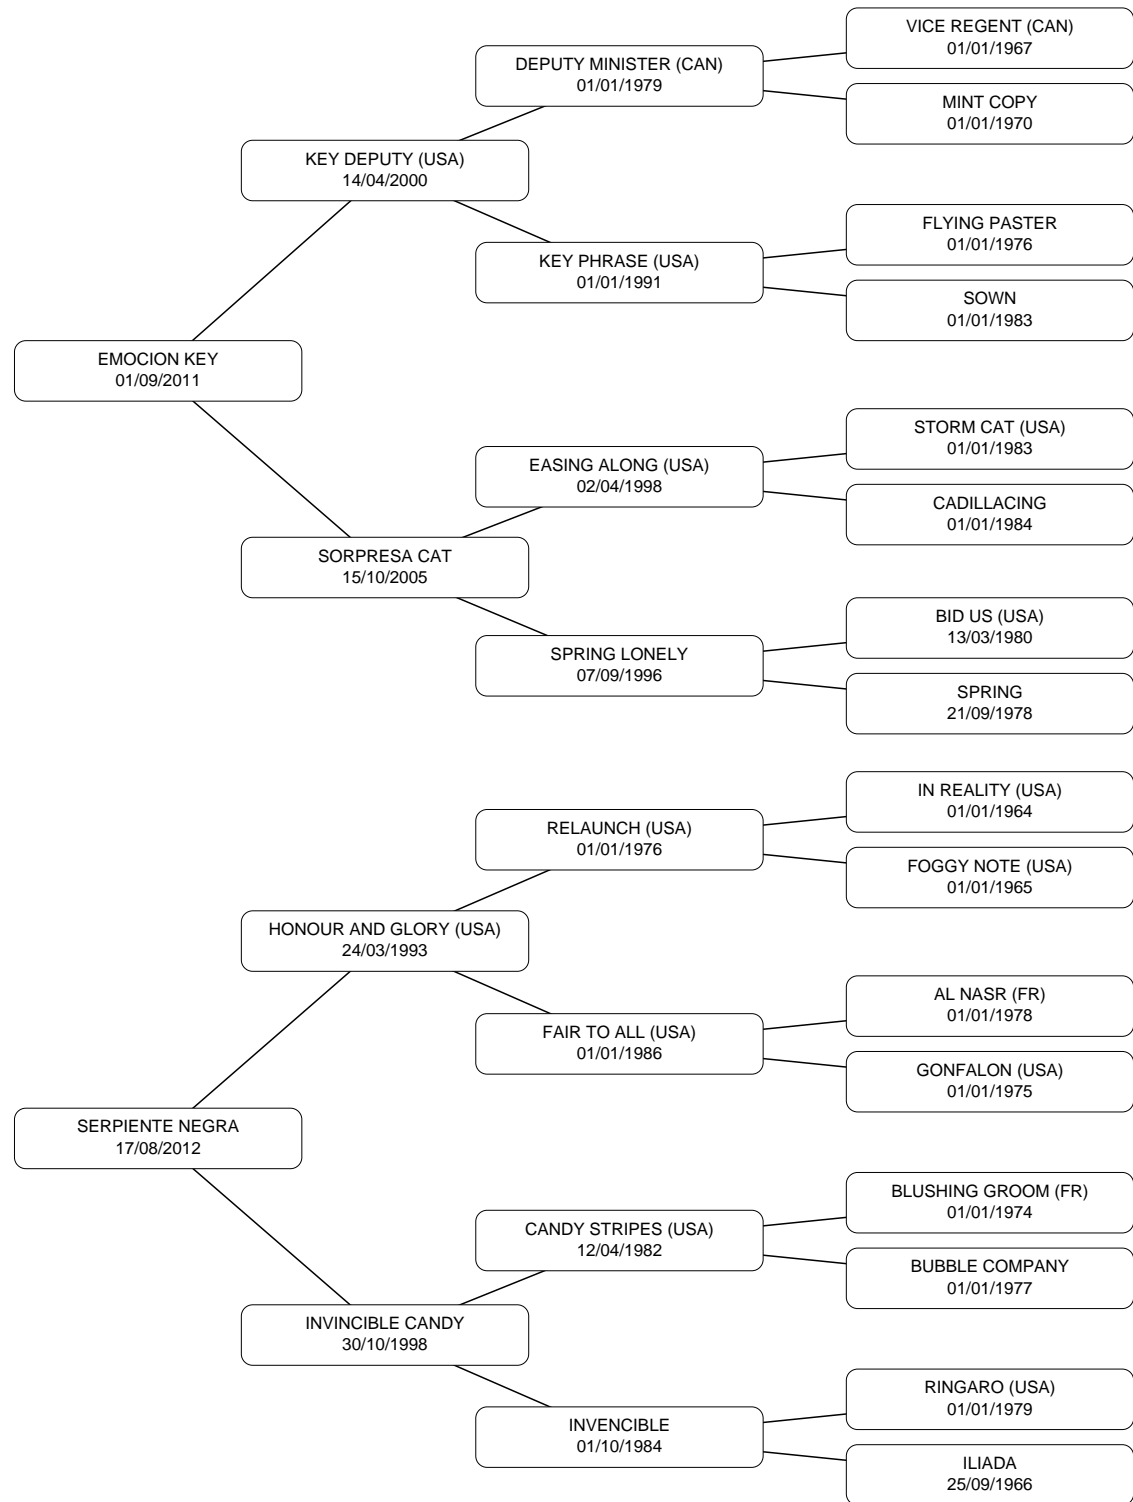 VICE REGENT (CAN)
01/01/1967
DEPUTY MINISTER (CAN)
01/01/1979
MINT COPY
01/01/1970
KEY DEPUTY (USA)
14/04/2000
FLYING PASTER
01/01/1976
KEY PHRASE (USA)
01/01/1991
SOWN
01/01/1983
EMOCION KEY
01/09/2011
STORM CAT (USA)
01/01/1983
EASING ALONG (USA)
02/04/1998
CADILLACING
01/01/1984
SORPRESA CAT
15/10/2005
BID US (USA)
13/03/1980
SPRING LONELY
07/09/1996
SPRING
21/09/1978
IN REALITY (USA)
01/01/1964
RELAUNCH (USA)
01/01/1976
FOGGY NOTE (USA)
01/01/1965
HONOUR AND GLORY (USA)
24/03/1993
AL NASR (FR)
01/01/1978
FAIR TO ALL (USA)
01/01/1986
GONFALON (USA)
01/01/1975
SERPIENTE NEGRA
17/08/2012
BLUSHING GROOM (FR)
01/01/1974
CANDY STRIPES (USA)
12/04/1982
BUBBLE COMPANY
01/01/1977
INVINCIBLE CANDY
30/10/1998
RINGARO (USA)
01/01/1979
INVENCIBLE
01/10/1984
ILIADA
25/09/1966